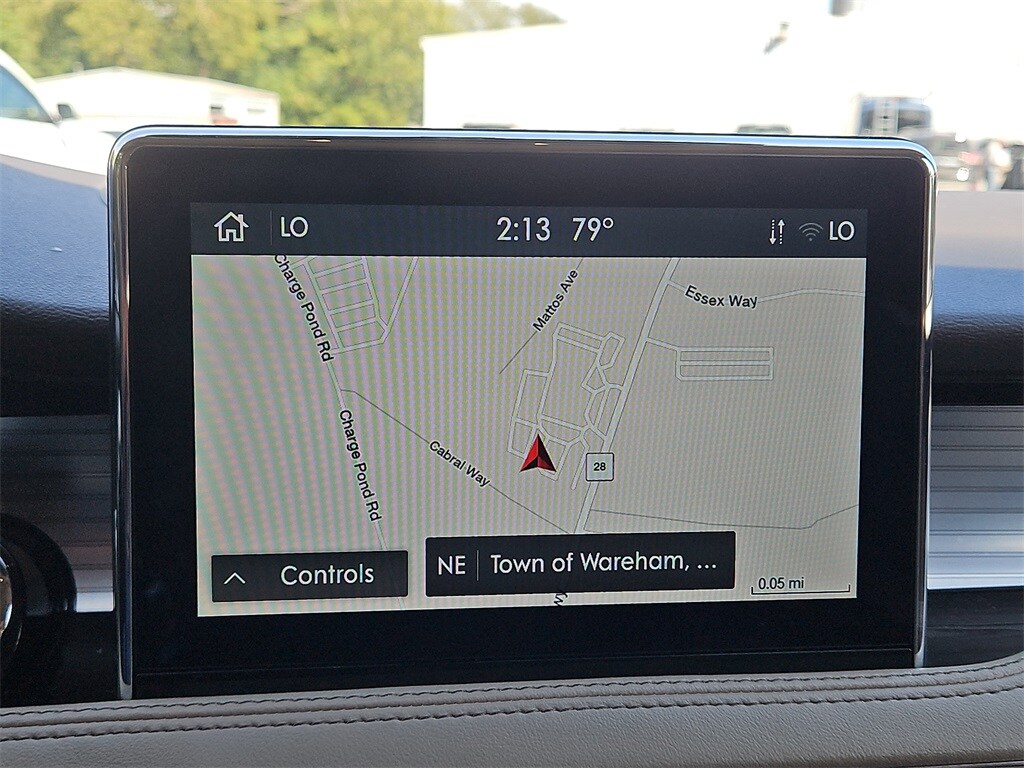 LO 2:13 79° LO
Charge Pond Rd
Mattos Ave
Essex Way
Charge Pond Rd
Cabral Way
28
Controls
NE Town of Wareham, ...
0.05 mi